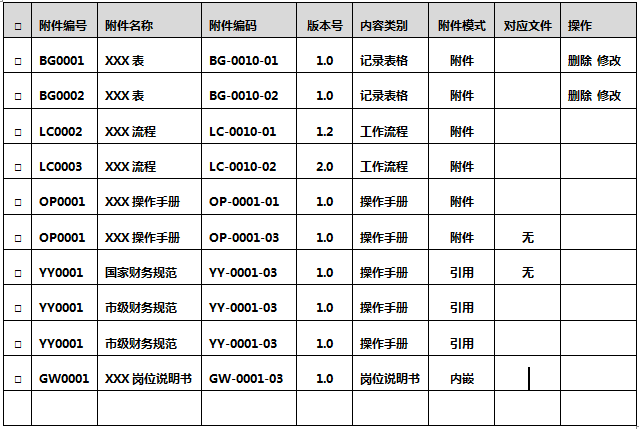 □ 附件编号 附件名称 附件编码 版本号 内容类别 附件模式 对应文件 操作
□ BG0001 XXX 表 BG-0010-01 1.0 记录表格 附件 删除 修改
□ BG0002 XXX 表 BG-0010-02 1.0 记录表格 附件 删除 修改
□ LC0002 XXX 流程 LC-0010-01 1.2 工作流程 附件
□ LC0003 XXX 流程 LC-0010-02 2.0 工作流程 附件
□ OP0001 XXX 操作手册 OP-0001-01 1.0 操作手册 附件
□ OP0001 XXX 操作手册 OP-0001-03 1.0 操作手册 附件 无
□ YY0001 国家财务规范 YY-0001-03 1.0 操作手册 引用 无
□ YY0001 市级财务规范 YY-0001-03 1.0 操作手册 引用
□ YY0001 市级财务规范 YY-0001-03 1.0 操作手册 引用
□ GW0001 XXX 岗位说明书 GW-0001-03 1.0 岗位说明书 内嵌